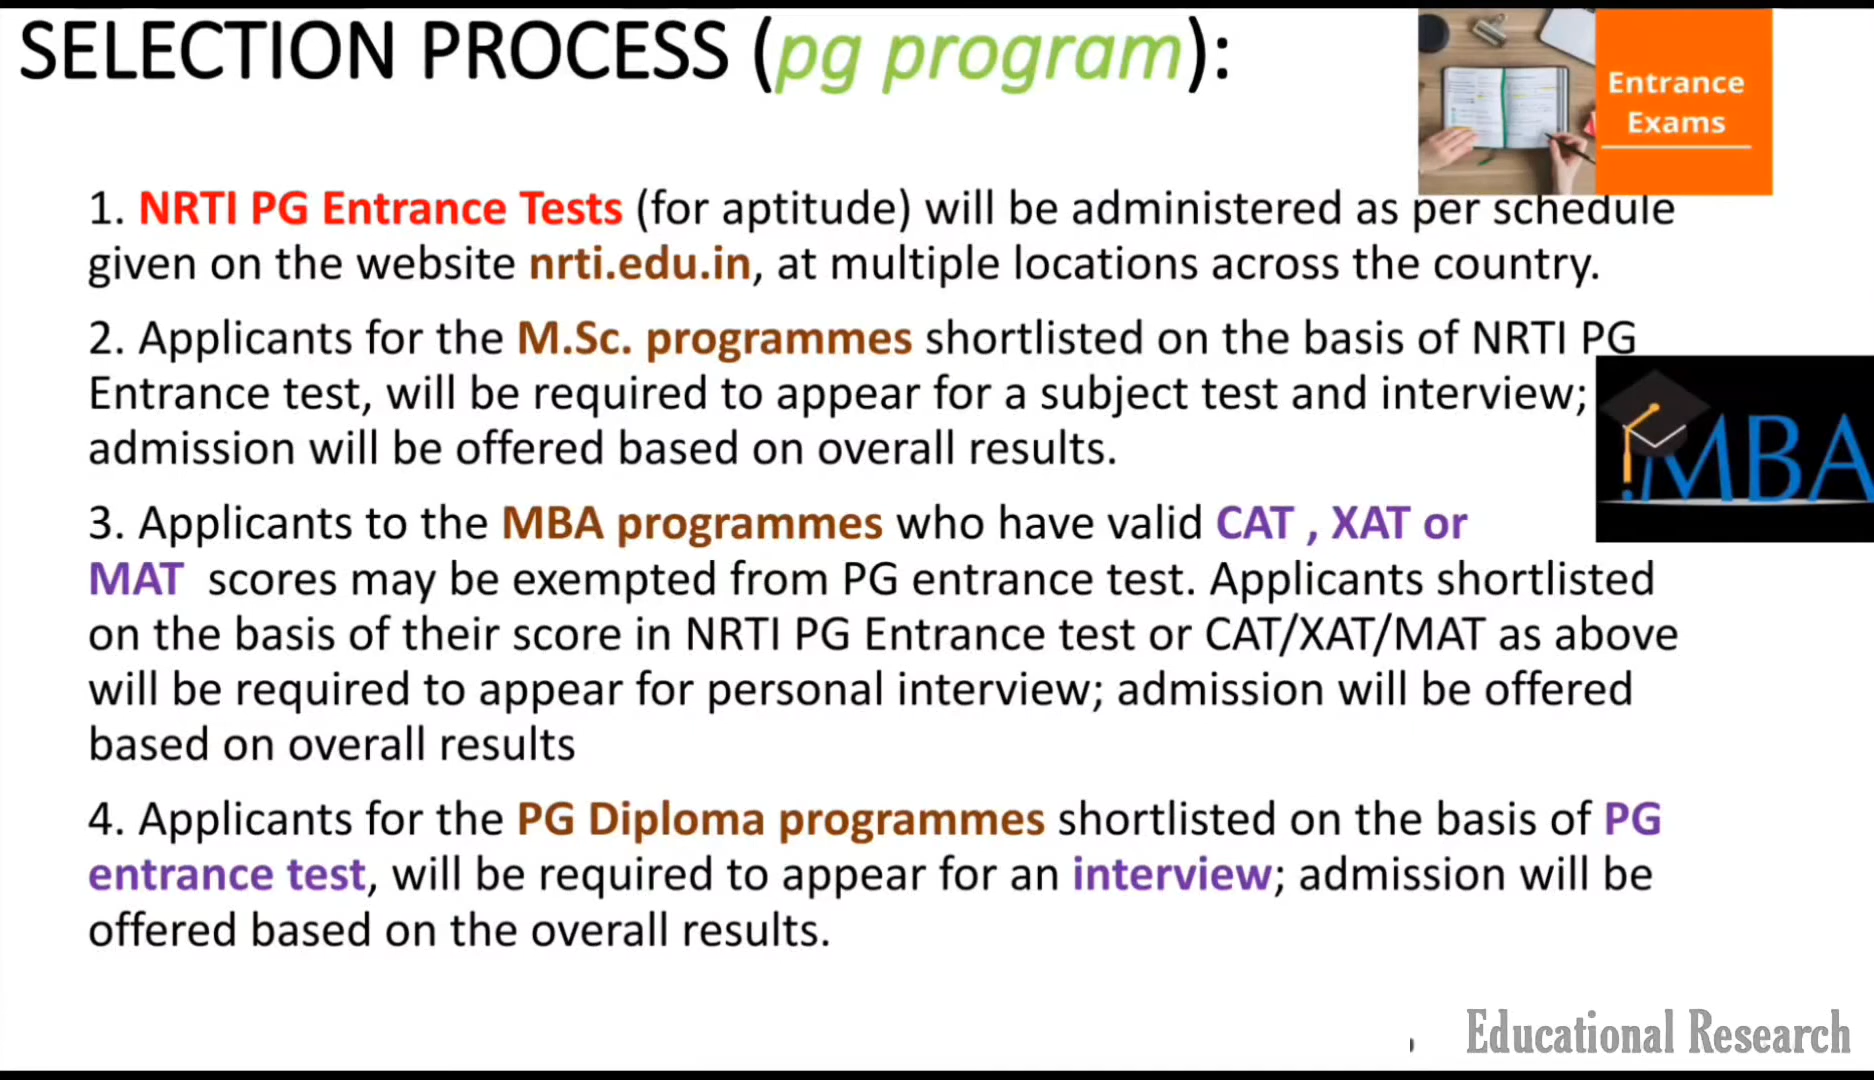 SELECTION PROCESS (pg program):
Entrance
Exams
1. NRTI PG Entrance Tests (for aptitude) will be administered as per schedule
given on the website nrti.edu.in, at multiple locations across the country.
2. Applicants for the M.Sc. programmes shortlisted on the basis of NRTI PG
Entrance test, will be required to appear for a subject test and interview;
admission will be offered based on overall results.
MBA
3. Applicants to the MBA programmes who have valid CAT , XAT or
MAT scores may be exempted from PG entrance test. Applicants shortlisted
on the basis of their score in NRTI PG Entrance test or CAT/XAT/MAT as above
will be required to appear for personal interview; admission will be offered
based on overall results
4. Applicants for the PG Diploma programmes shortlisted on the basis of PG
entrance test, will be required to appear for an interview; admission will be
offered based on the overall results.
Educational Research